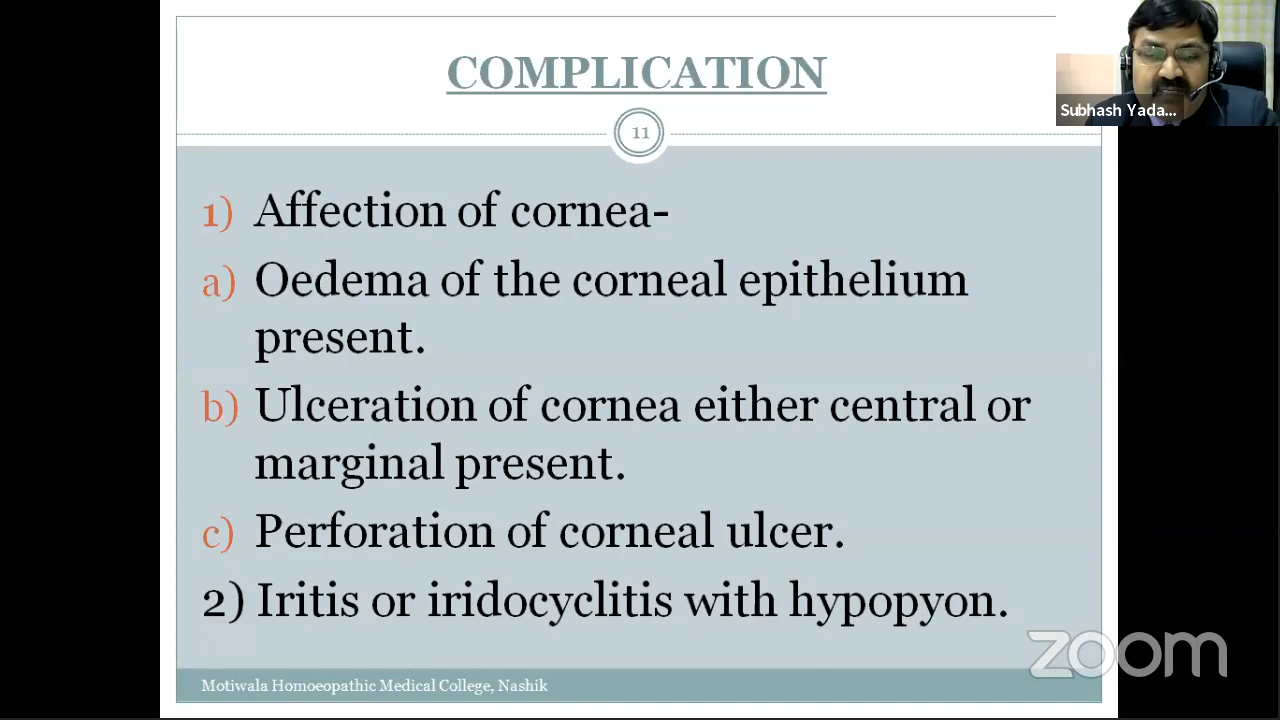 COMPLICATION
11
Subhash Yada...
1) Affection of cornea-
a) Oedema of the corneal epithelium
present.
b) Ulceration of cornea either central or
marginal present.
c) Perforation of corneal ulcer.
2) Iritis or iridocyclitis with hypopyon.
zoom
Motiwala Homoeopathic Medical College, Nashik